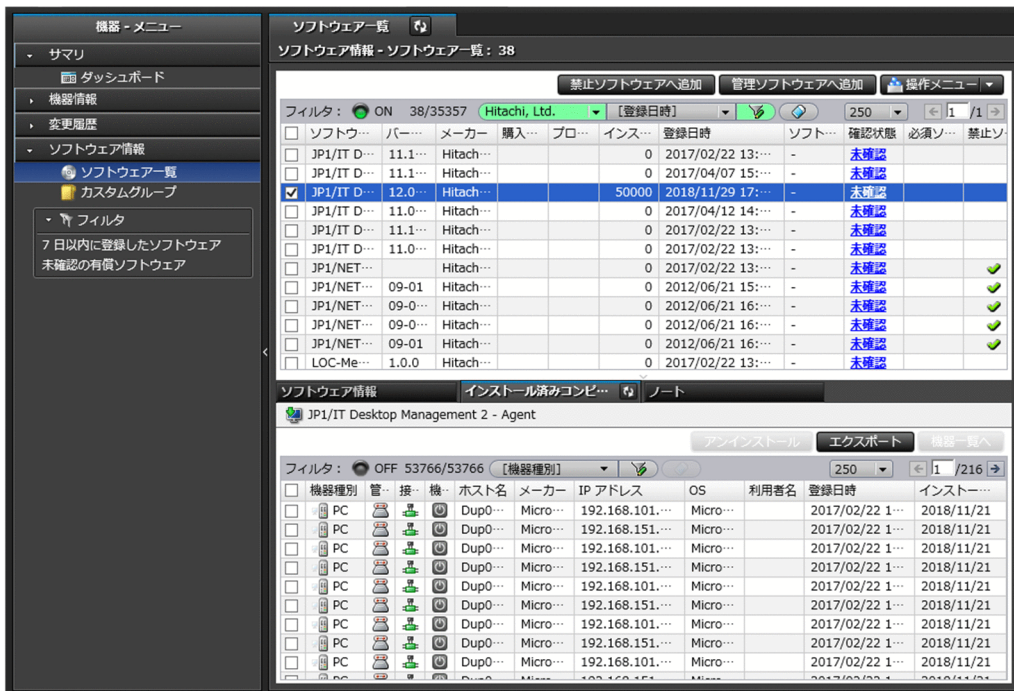 機器 - メニュー
サマリ
ダッシュボード
機器情報
変更履歴
ソフトウェア情報
ソフトウェア一覧
カスタムグループ
フィルタ
7 日以内に登録したソフトウェア
未確認の有償ソフトウェア
ソフトウェア一覧
ソフトウェア情報 - ソフトウェア一覧: 38
禁止ソフトウェアへ追加 管理ソフトウェアへ追加 操作メニュー
フィルタ: ON 38/35357 Hitachi, Ltd. [登録日時] 250 1 /1
ソフトウ… バー… メーカー 購入… プロ… インス… 登録日時 ソフト… 確認状態 必須ソ… 禁止ソ
JP1/IT D… 11.1… Hitach… 0 2017/02/22 13:… - 未確認
JP1/IT D… 11.1… Hitach… 0 2017/04/07 15:… - 未確認
JP1/IT D… 12.0… Hitach… 50000 2018/11/29 17:… - 未確認
JP1/IT D… 11.0… Hitach… 0 2017/04/12 14:… - 未確認
JP1/IT D… 11.1… Hitach… 0 2017/02/22 13:… - 未確認
JP1/IT D… 11.0… Hitach… 0 2017/02/22 13:… - 未確認
JP1/NET… Hitach… 0 2017/02/22 13:… - 未確認
JP1/NET… 09-01 Hitach… 0 2012/06/21 15:… - 未確認
JP1/NET… 09-0… Hitach… 0 2012/06/21 16:… - 未確認
JP1/NET… 09-0… Hitach… 0 2012/06/21 16:… - 未確認
JP1/NET… 09-01 Hitach… 0 2012/06/21 16:… - 未確認
LOC-Me… 1.0.0 Hitach… 0 2017/02/22 13:… - 未確認
ソフトウェア情報 インストール済みコンピ… ノート
JP1/IT Desktop Management 2 - Agent
アンインストール エクスポート 機器一覧へ
フィルタ: OFF 53766/53766 [機器種別] 250 1 /216
機器種別 管… 接… 機… ホスト名 メーカー IP アドレス OS 利用者名 登録日時 インストー…
PC Dup0… Micro… 192.168.101.… Micro… 2017/02/22 1… 2018/11/21
PC Dup0… Micro… 192.168.151.… Micro… 2017/02/22 1… 2018/11/21
PC Dup0… Micro… 192.168.101.… Micro… 2017/02/22 1… 2018/11/21
PC Dup0… Micro… 192.168.151.… Micro… 2017/02/22 1… 2018/11/21
PC Dup0… Micro… 192.168.101.… Micro… 2017/02/22 1… 2018/11/21
PC Dup0… Micro… 192.168.151.… Micro… 2017/02/22 1… 2018/11/21
PC Dup0… Micro… 192.168.101.… Micro… 2017/02/22 1… 2018/11/21
PC Dup0… Micro… 192.168.151.… Micro… 2017/02/22 1… 2018/11/21
PC Dup0… Micro… 192.168.101.… Micro… 2017/02/22 1… 2018/11/21